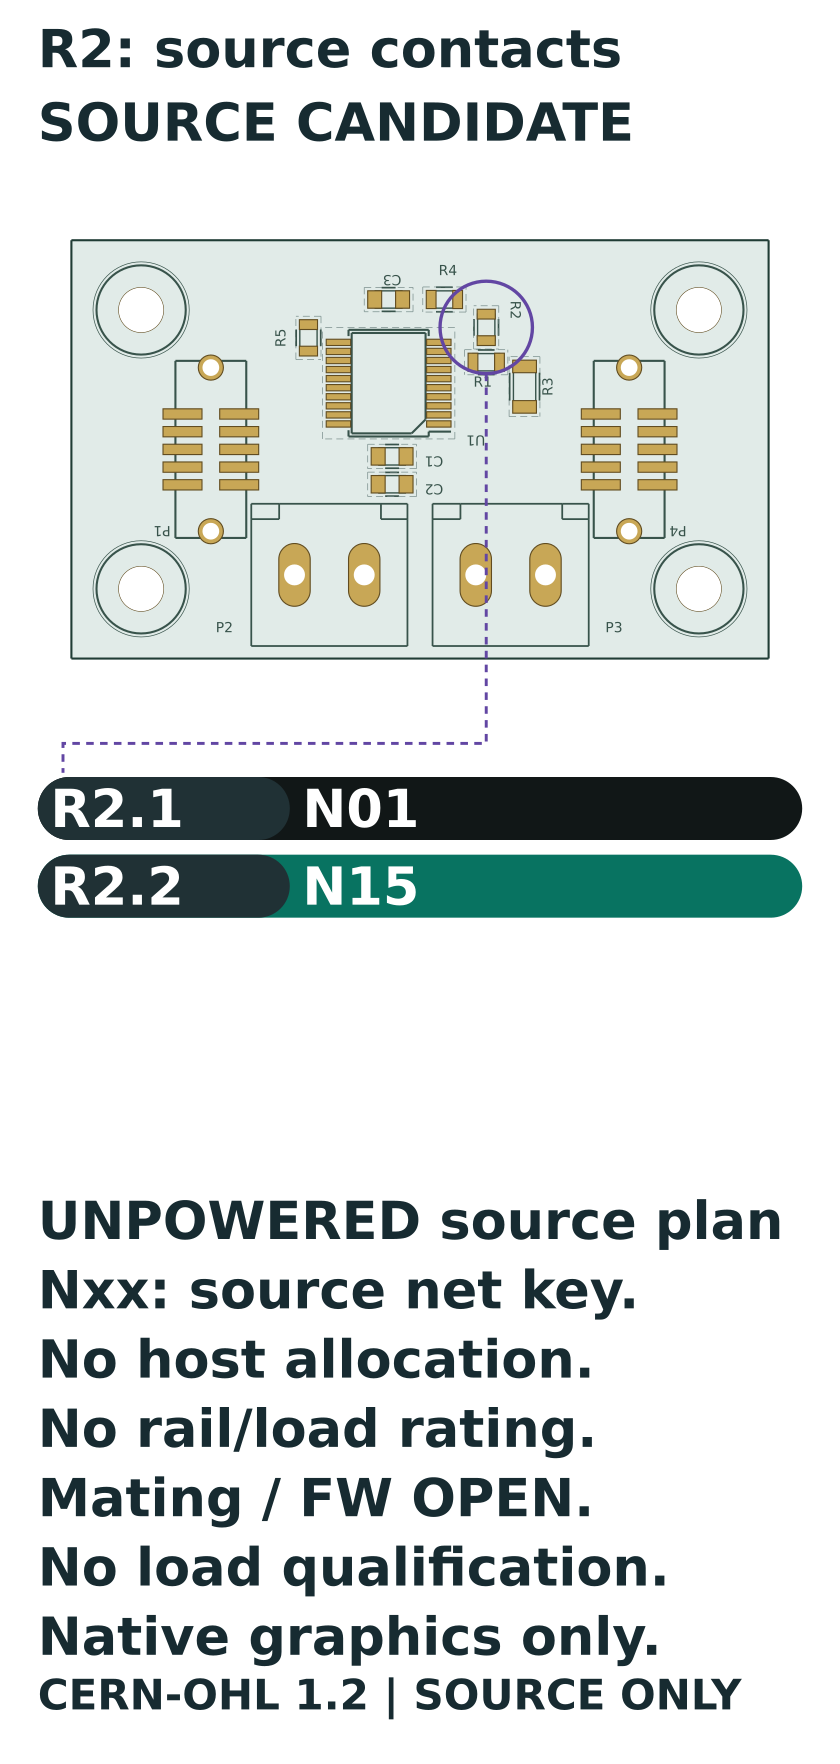 R2: source contacts
SOURCE CANDIDATE
C3
R4
R2
R5
R1
R3
U1
C1
C2
P1
P4
P2
P3
R2.1 N01
R2.2 N15
UNPOWERED source plan
Nxx: source net key.
No host allocation.
No rail/load rating.
Mating / FW OPEN.
No load qualification.
Native graphics only.
CERN-OHL 1.2 | SOURCE ONLY